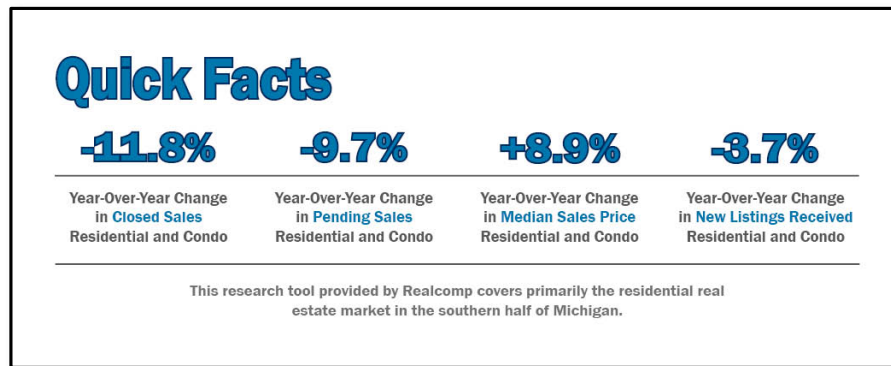 Quick Facts
-11.8% -9.7% +8.9% -3.7%
Year-Over-Year Change
in Closed Sales
Residential and Condo
Year-Over-Year Change
in Pending Sales
Residential and Condo
Year-Over-Year Change
in Median Sales Price
Residential and Condo
Year-Over-Year Change
in New Listings Received
Residential and Condo
This research tool provided by Realcomp covers primarily the residential real
estate market in the southern half of Michigan.